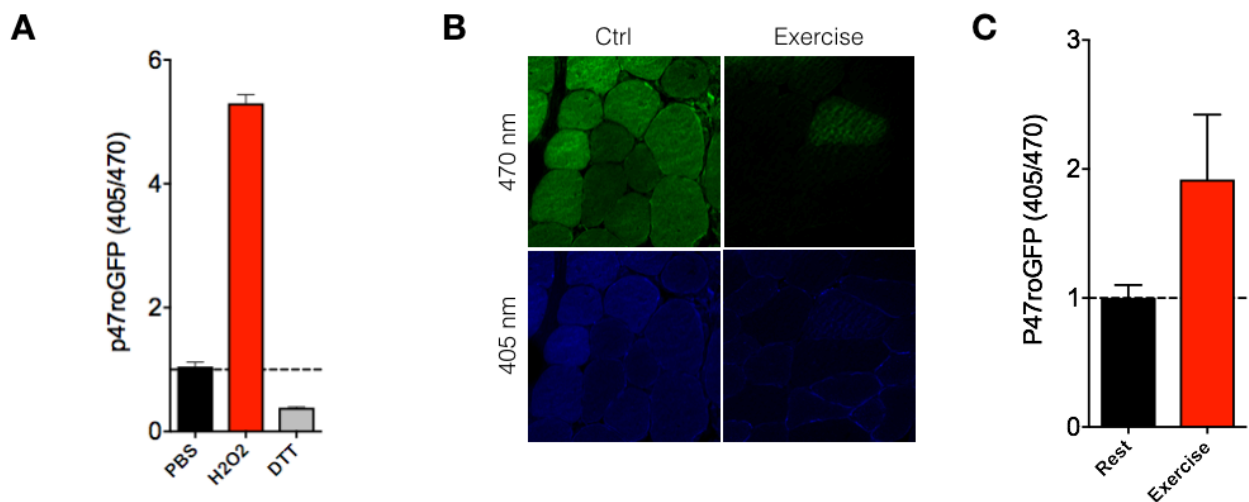 A
p47roGFP (405/470)
6
4
2
0
PBS
H2O2
DTT
B
Ctrl
Exercise
470 nm
405 nm
C
P47roGFP (405/470)
3
2
1
0
Rest
Exercise